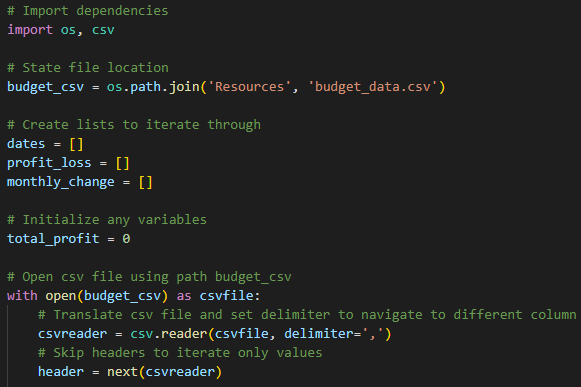 # Import dependencies
import os, csv

# State file location
budget_csv = os.path.join('Resources', 'budget_data.csv')

# Create lists to iterate through
dates = []
profit_loss = []
monthly_change = []

# Initialize any variables
total_profit = 0

# Open csv file using path budget_csv
with open(budget_csv) as csvfile:
    # Translate csv file and set delimiter to navigate to different column
    csvreader = csv.reader(csvfile, delimiter=',')
    # Skip headers to iterate only values
    header = next(csvreader)